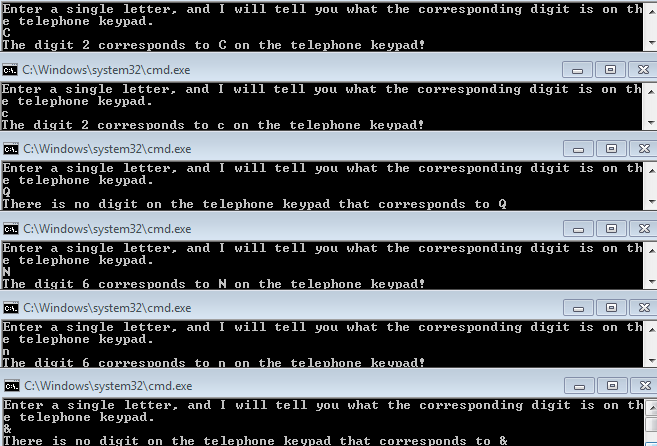 Enter a single letter, and I will tell you what the corresponding digit is on th
e telephone keypad.
C
The digit 2 corresponds to C on the telephone keypad!
C:\Windows\system32\cmd.exe
Enter a single letter, and I will tell you what the corresponding digit is on th
e telephone keypad.
c
The digit 2 corresponds to c on the telephone keypad!
C:\Windows\system32\cmd.exe
Enter a single letter, and I will tell you what the corresponding digit is on th
e telephone keypad.
Q
There is no digit on the telephone keypad that corresponds to Q
C:\Windows\system32\cmd.exe
Enter a single letter, and I will tell you what the corresponding digit is on th
e telephone keypad.
N
The digit 6 corresponds to N on the telephone keypad!
C:\Windows\system32\cmd.exe
Enter a single letter, and I will tell you what the corresponding digit is on th
e telephone keypad.
n
The digit 6 corresponds to n on the telephone keypad!
C:\Windows\system32\cmd.exe
Enter a single letter, and I will tell you what the corresponding digit is on th
e telephone keypad.
&
There is no digit on the telephone keypad that corresponds to &